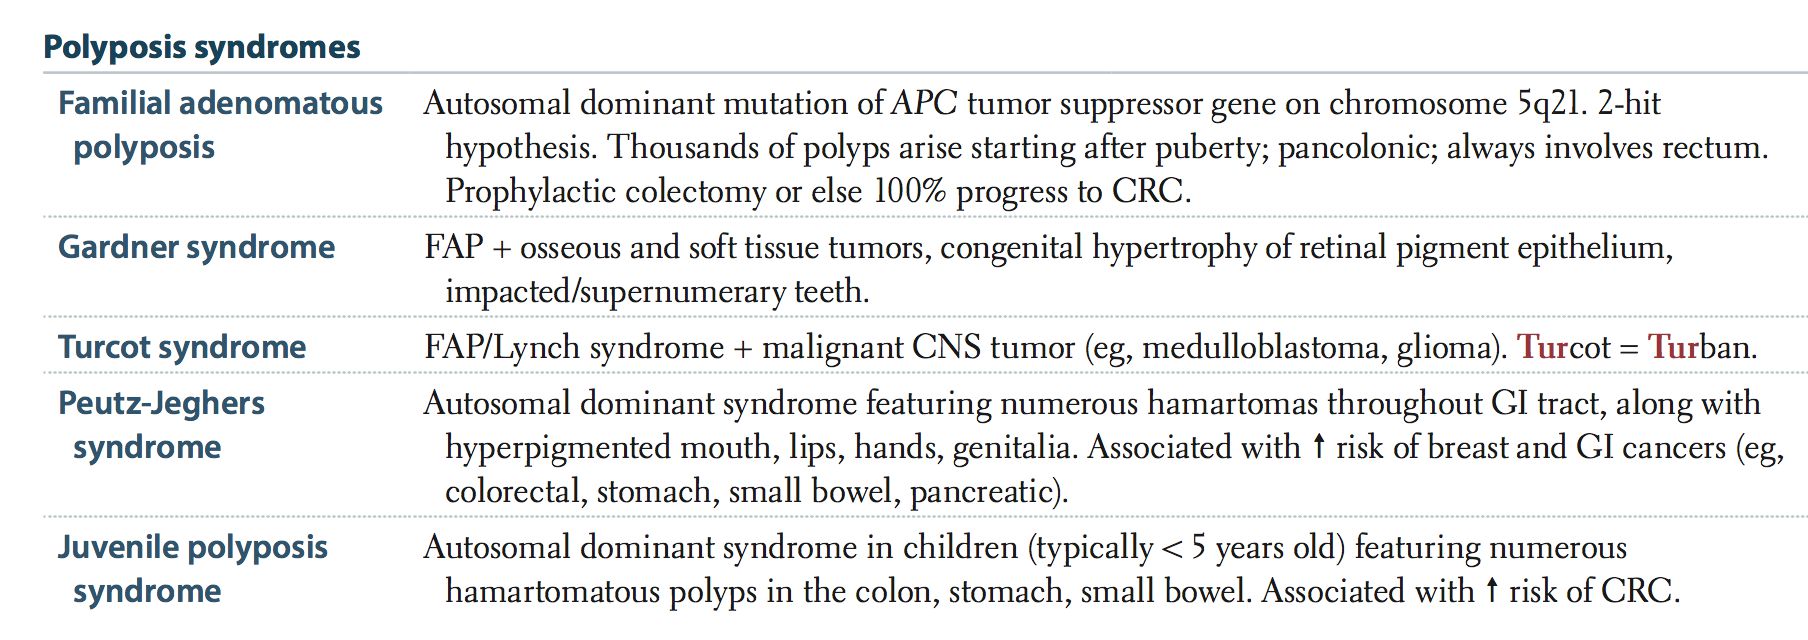 Polyposis syndromes
Familial adenomatous polyposis
Autosomal dominant mutation of APC tumor suppressor gene on chromosome 5q21. 2-hit
hypothesis. Thousands of polyps arise starting after puberty; pancolonic; always involves rectum.
Prophylactic colectomy or else 100% progress to CRC.
Gardner syndrome
FAP + osseous and soft tissue tumors, congenital hypertrophy of retinal pigment epithelium,
impacted/supernumerary teeth.
Turcot syndrome
FAP/Lynch syndrome + malignant CNS tumor (eg, medulloblastoma, glioma). Turcot = Turban.
Peutz-Jeghers
syndrome
Autosomal dominant syndrome featuring numerous hamartomas throughout GI tract, along with
hyperpigmented mouth, lips, hands, genitalia. Associated with ↑ risk of breast and GI cancers (eg,
colorectal, stomach, small bowel, pancreatic).
Juvenile polyposis
syndrome
Autosomal dominant syndrome in children (typically < 5 years old) featuring numerous
hamartomatous polyps in the colon, stomach, small bowel. Associated with ↑ risk of CRC.